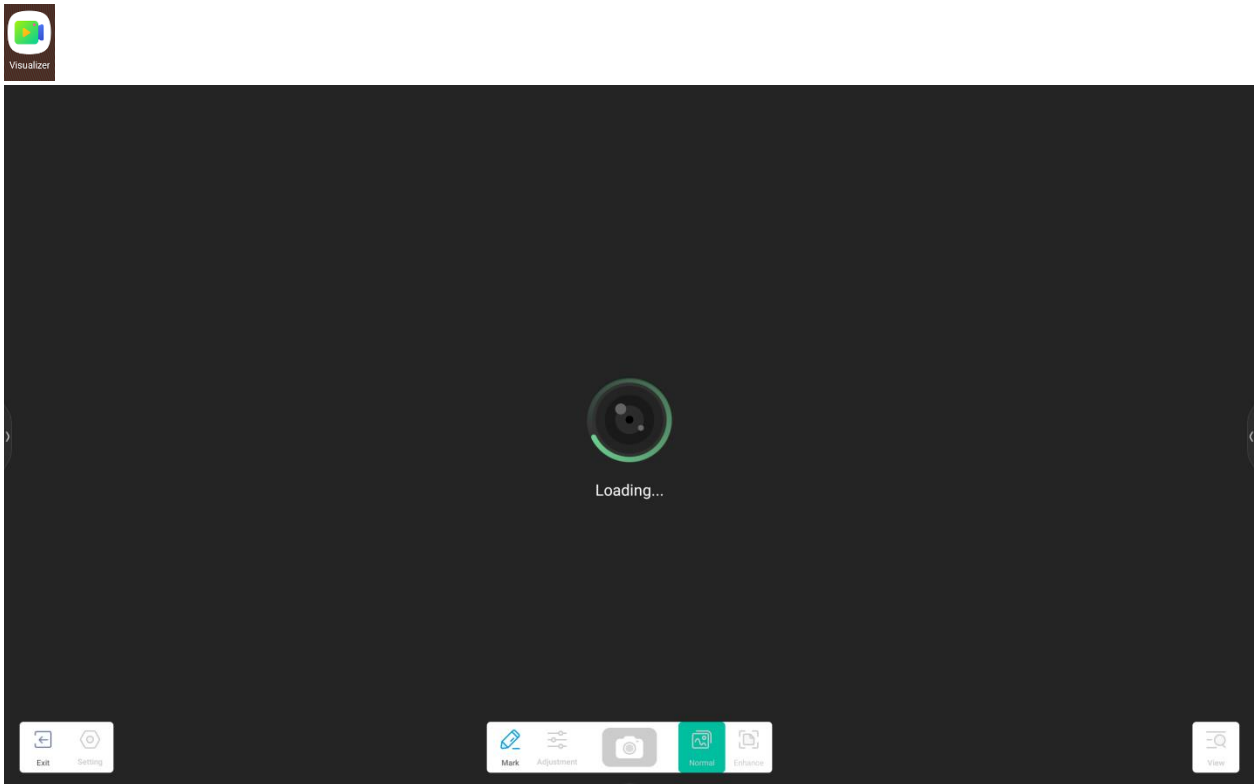 Visualizer
Loading...
Exit
Setting
Mark
Adjustment
Normal
Enhance
View